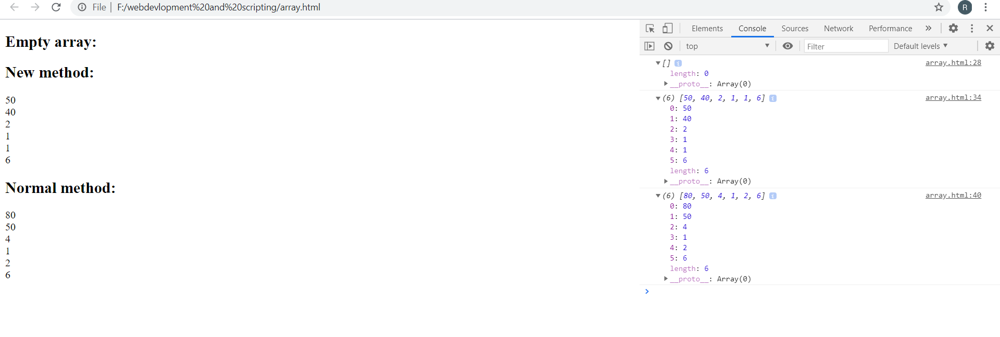 File | F:/webdevlopment%20and%20scripting/array.html R
Empty array:
New method:
50
40
2
1
1
6
Normal method:
80
50
4
1
2
6
Elements Console Sources Network Performance »
top Filter Default levels
[] i array.html:28
length: 0
__proto__: Array(0)
(6) [50, 40, 2, 1, 1, 6] i array.html:34
0: 50
1: 40
2: 2
3: 1
4: 1
5: 6
length: 6
__proto__: Array(0)
(6) [80, 50, 4, 1, 2, 6] i array.html:40
0: 80
1: 50
2: 4
3: 1
4: 2
5: 6
length: 6
__proto__: Array(0)